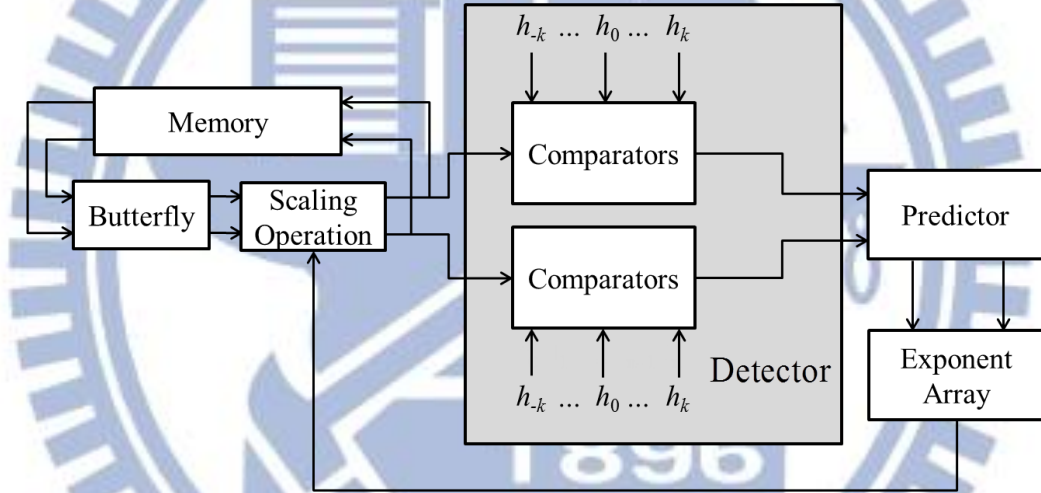 h-k ... h0 ... hk
Memory
Comparators
Butterfly
Scaling
Operation
Predictor
Comparators
Exponent
Array
Detector
h-k ... h0 ... hk
1896